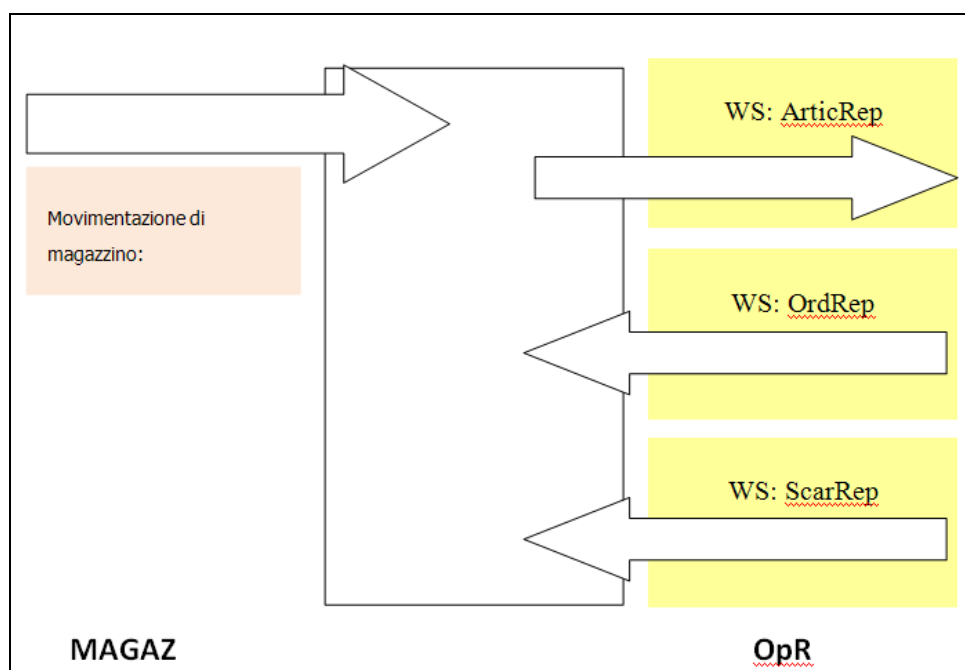 WS: ArticRep
Movimentazione di
magazzino:
WS: OrdRep
WS: ScarRep
MAGAZ
OpR